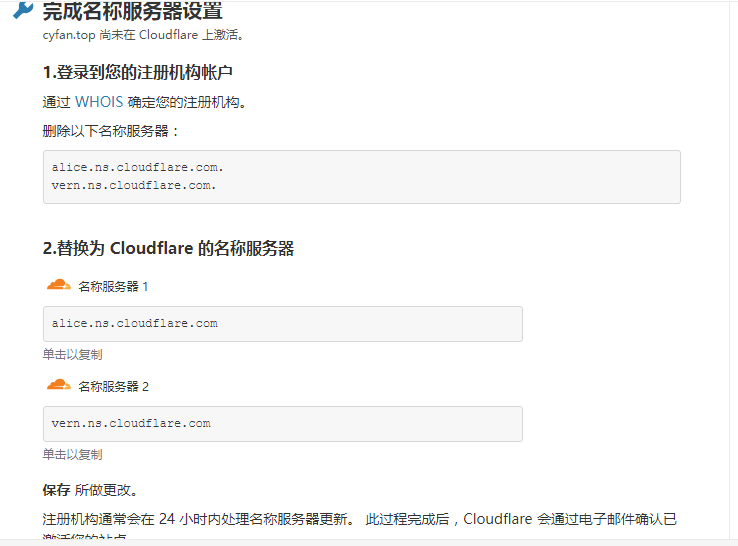 完成名称服务器设置
cyfan.top 尚未在 Cloudflare 上激活。
1.登录到您的注册机构帐户
通过 WHOIS 确定您的注册机构。
删除以下名称服务器：
alice.ns.cloudflare.com.
vern.ns.cloudflare.com.
2.替换为 Cloudflare 的名称服务器
名称服务器 1
alice.ns.cloudflare.com
单击以复制
名称服务器 2
vern.ns.cloudflare.com
单击以复制
保存 所做更改。
注册机构通常会在 24 小时内处理名称服务器更新。 此过程完成后，Cloudflare 会通过电子邮件确认已
激活您的站点